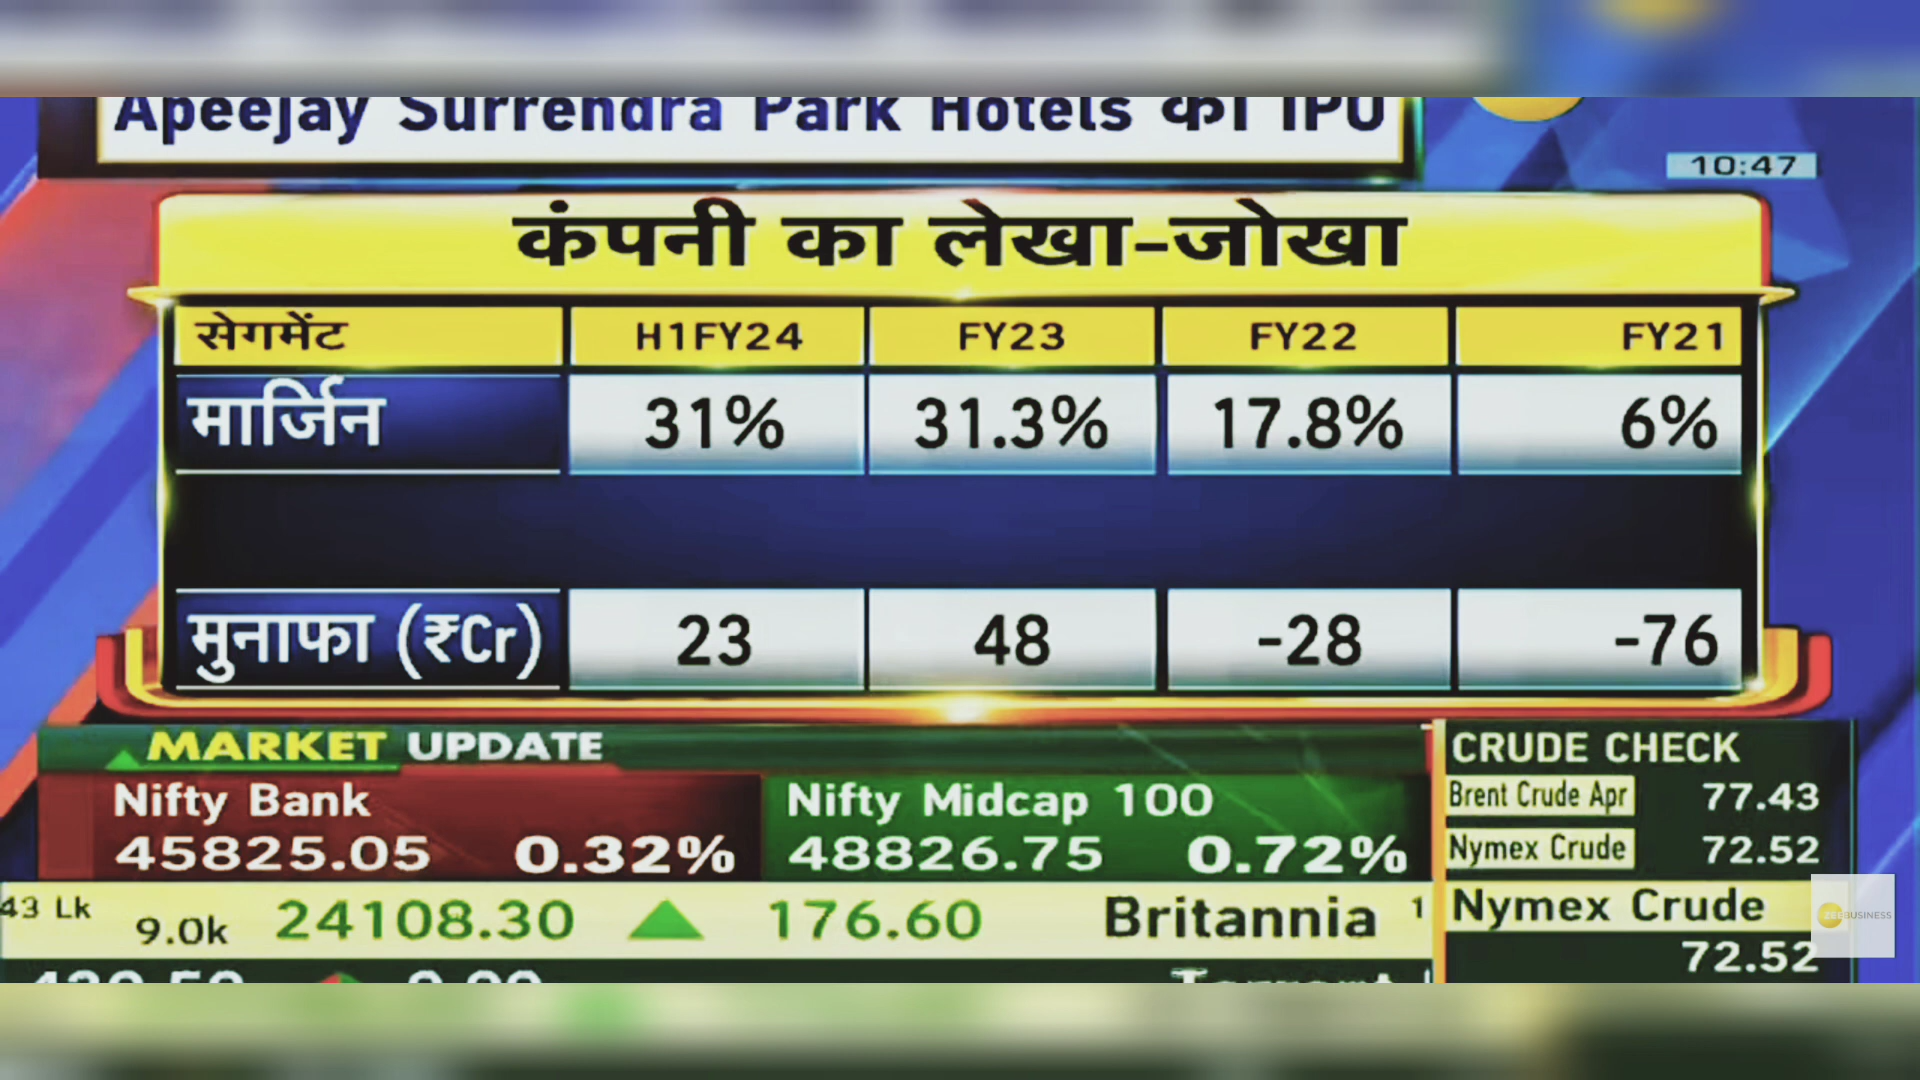 Apeejay Surrendra Park Hotels का IPO
10:47
कंपनी का लेखा-जोखा
सेगमेंट H1FY24 FY23 FY22 FY21
मार्जिन 31% 31.3% 17.8% 6%
मुनाफा (₹Cr) 23 48 -28 -76
MARKET UPDATE
Nifty Bank
45825.05 0.32%
Nifty Midcap 100
48826.75 0.72%
CRUDE CHECK
Brent Crude Apr 77.43
Nymex Crude 72.52
Nymex Crude
72.52
43 Lk 9.0k 24108.30 176.60 Britannia 1
ZEEBUSINESS